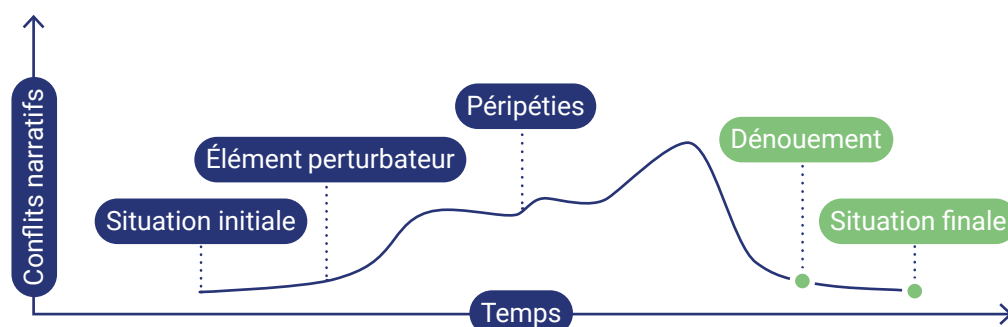 Conflits narratifs
Situation initiale
Élément perturbateur
Péripéties
Dénouement
Situation finale
Temps